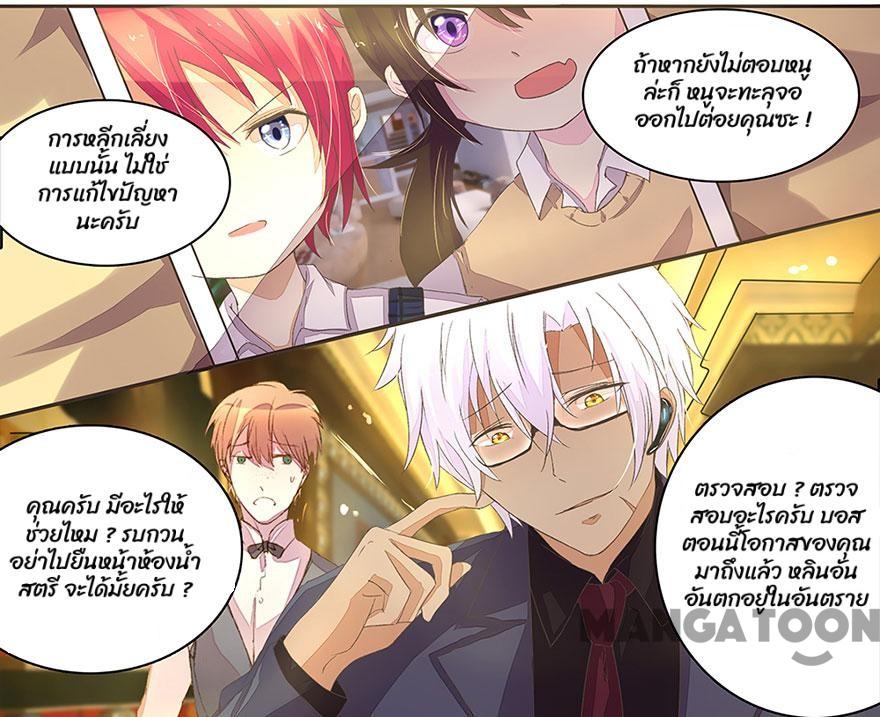 ถ้าหากยังไม่ตอบหนู
ล่ะก็ หนูจะทะลุจอ
ออกไปต่อยคุณซะ !
การหลีกเลี่ยง
แบบนั้น ไม่ใช่
การแก้ไขปัญหา
นะครับ
คุณครับ มีอะไรให้
ช่วยไหม ? รบกวน
อย่าไปยืนหน้าห้องน้ำ
สตรี จะได้มั้ยครับ ?
ตรวจสอบ ? ตรวจ
สอบอะไรครับ บอส
ตอนนี้โอกาสของคุณ
มาถึงแล้ว หลินอัน
อันตกอยู่ในอันตราย
MANGATOON